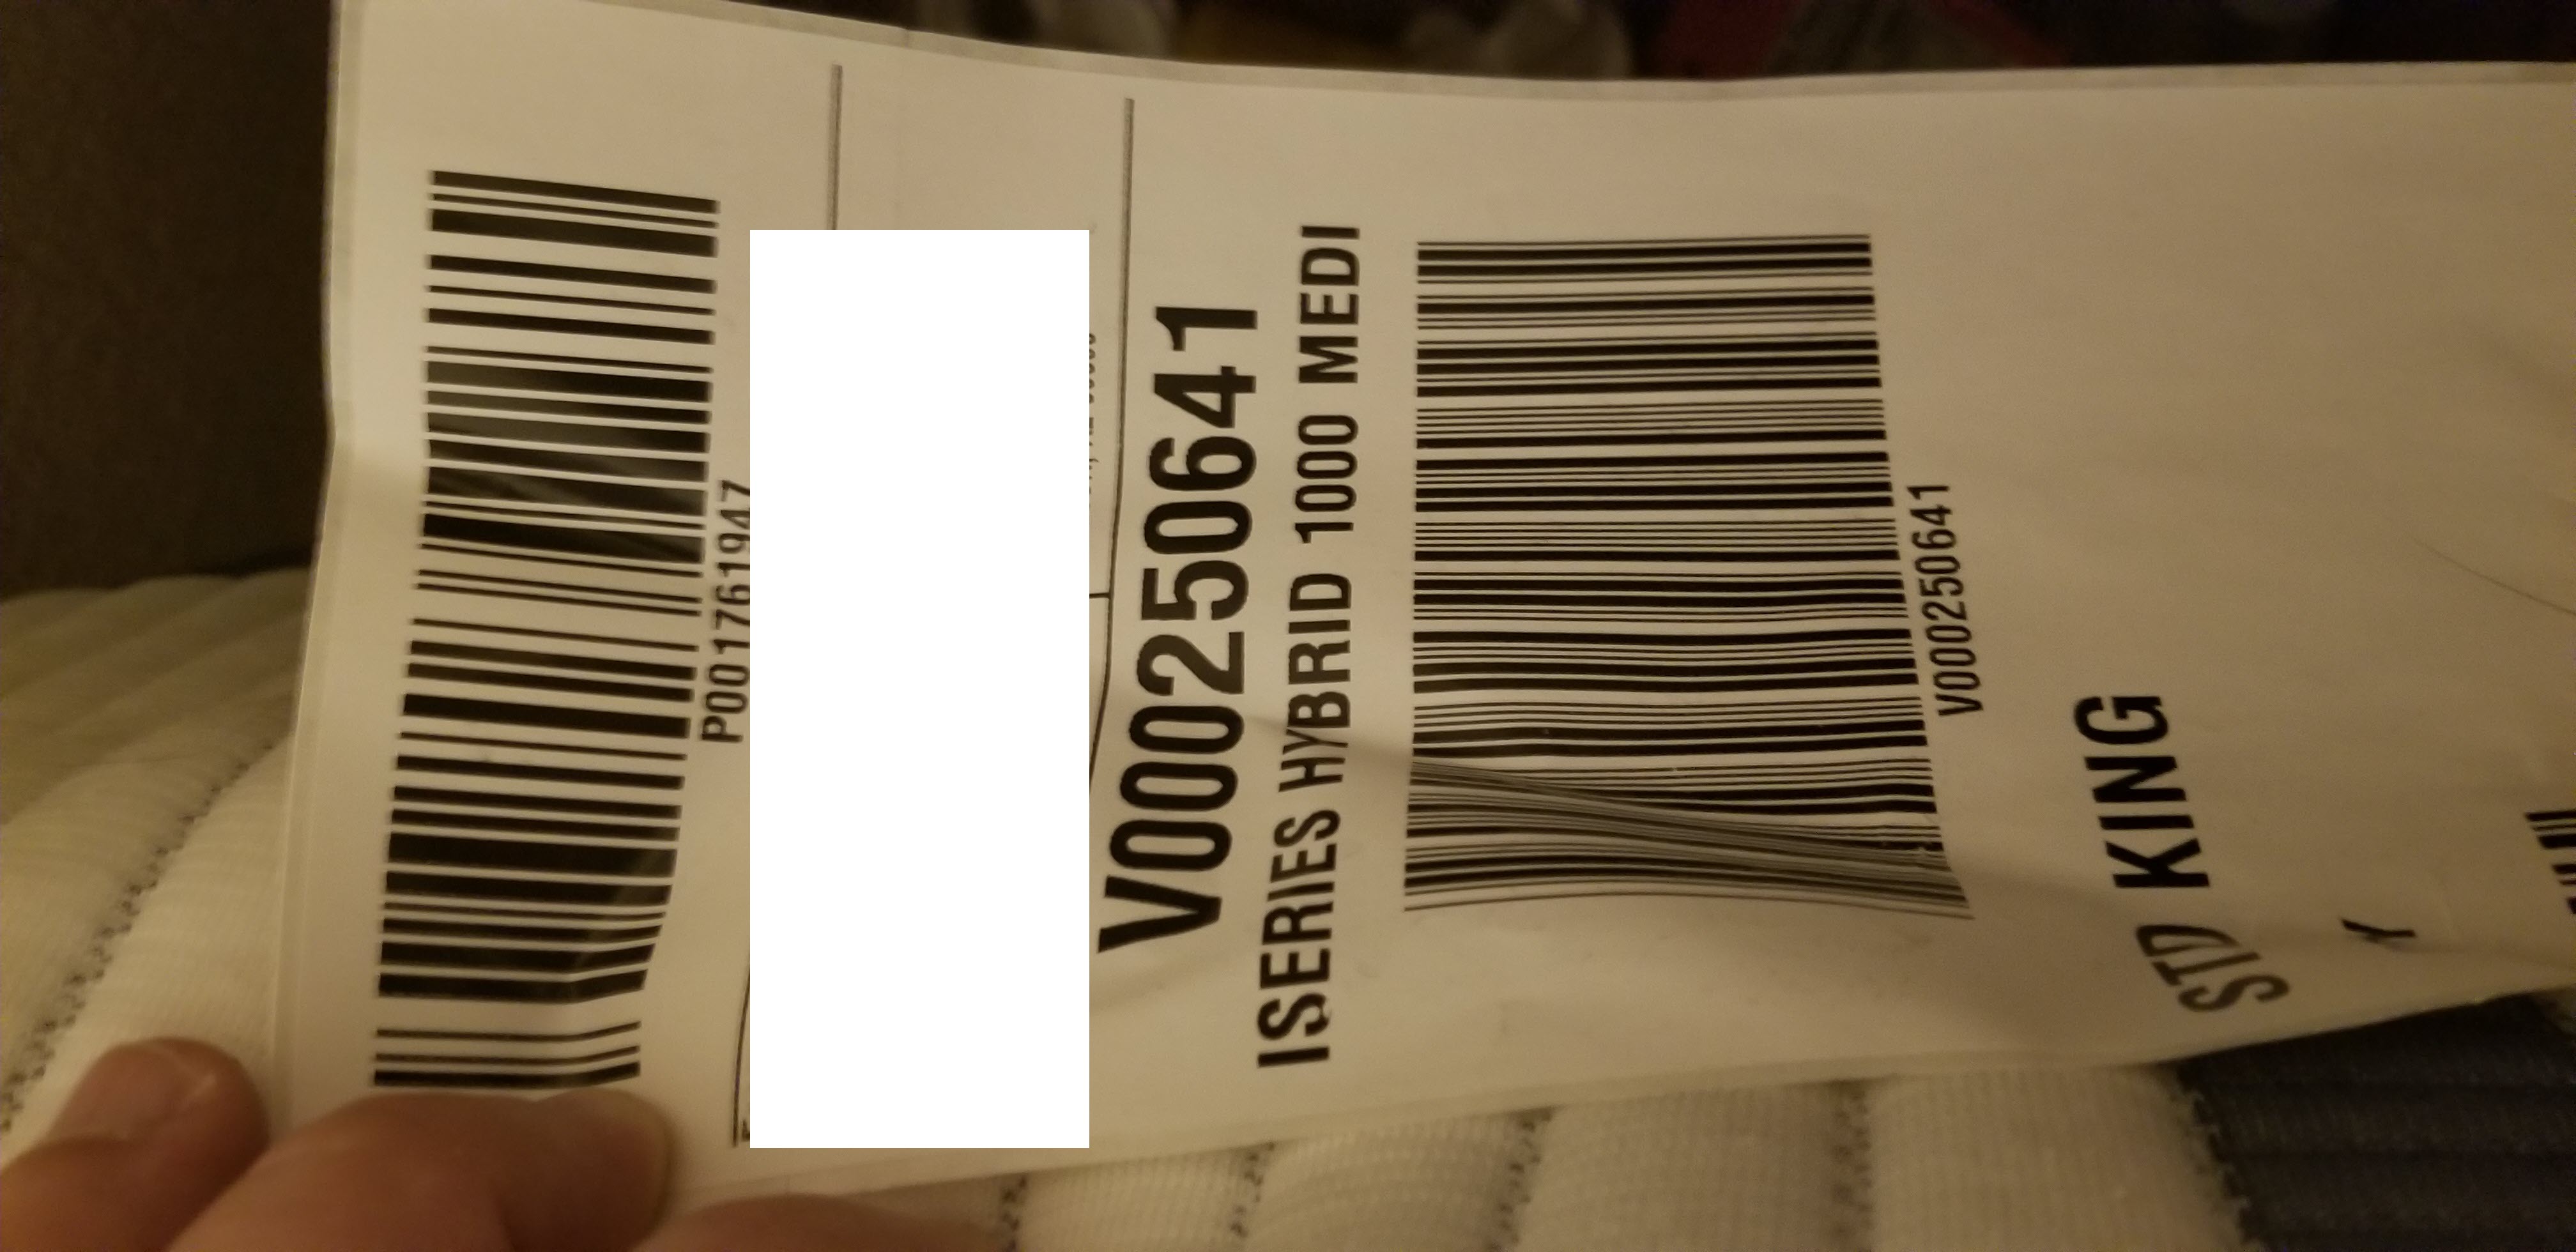 P001761947
V000250641
ISERIES HYBRID 1000 MEDI
V000250641
STD KING
Y